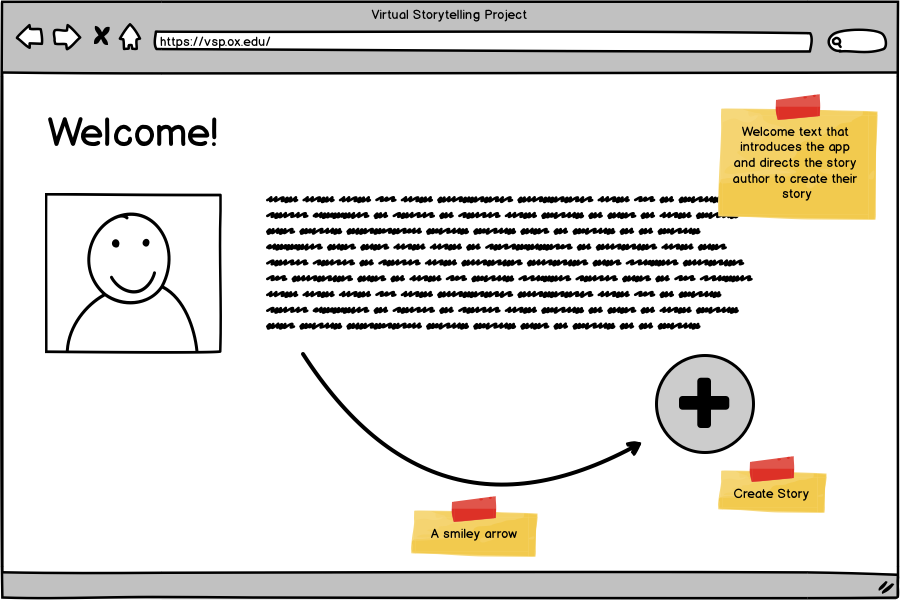 Virtual Storytelling Project
https://vsp.ox.edu/
Welcome!
Welcome text that
introduces the app
and directs the story
author to create their
story
Create Story
A smiley arrow